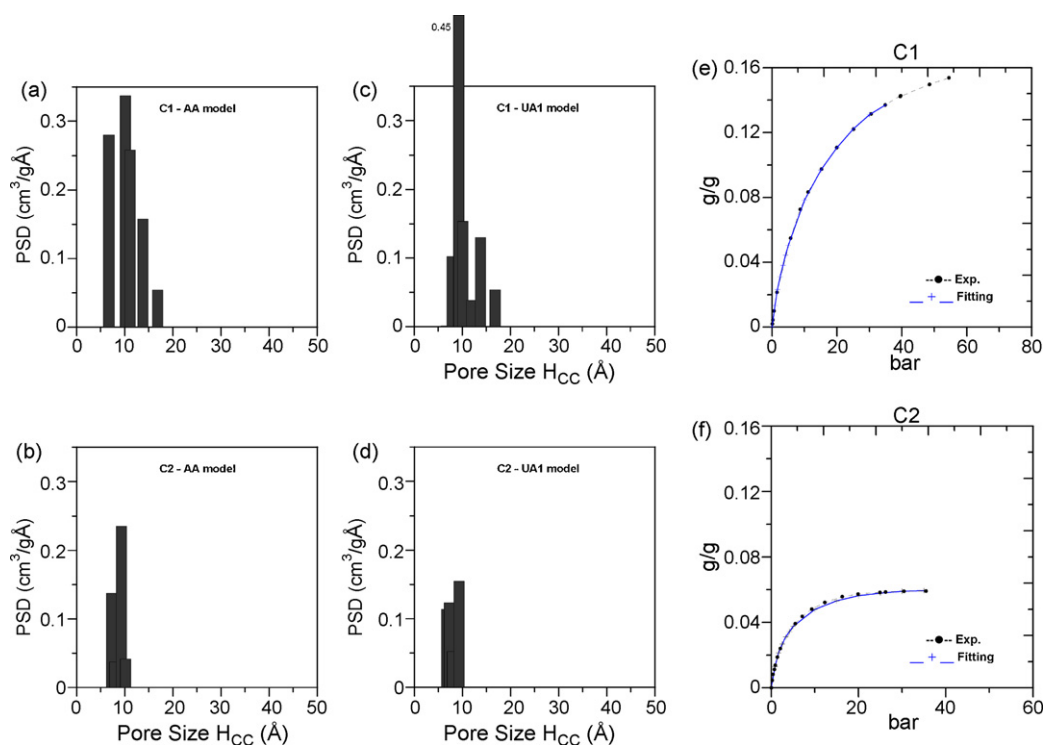 (a)
C1 - AA model
PSD (cm³/gÅ)
0.3
0.2
0.1
0
0 10 20 30 40 50
(c)
0.45
C1 - UA1 model
PSD (cm³/gÅ)
0.3
0.2
0.1
0
0 10 20 30 40 50
Pore Size H_CC (Å)
(e)
C1
g/g
0.16
0.12
0.08
0.04
0
Exp.
Fitting
0 20 40 60 80
bar
(b)
C2 - AA model
PSD (cm³/gÅ)
0.3
0.2
0.1
0
0 10 20 30 40 50
Pore Size H_CC (Å)
(d)
C2 - UA1 model
PSD (cm³/gÅ)
0.3
0.2
0.1
0
0 10 20 30 40 50
Pore Size H_CC (Å)
(f)
C2
g/g
0.16
0.12
0.08
0.04
0
Exp.
Fitting
0 20 40 60
bar